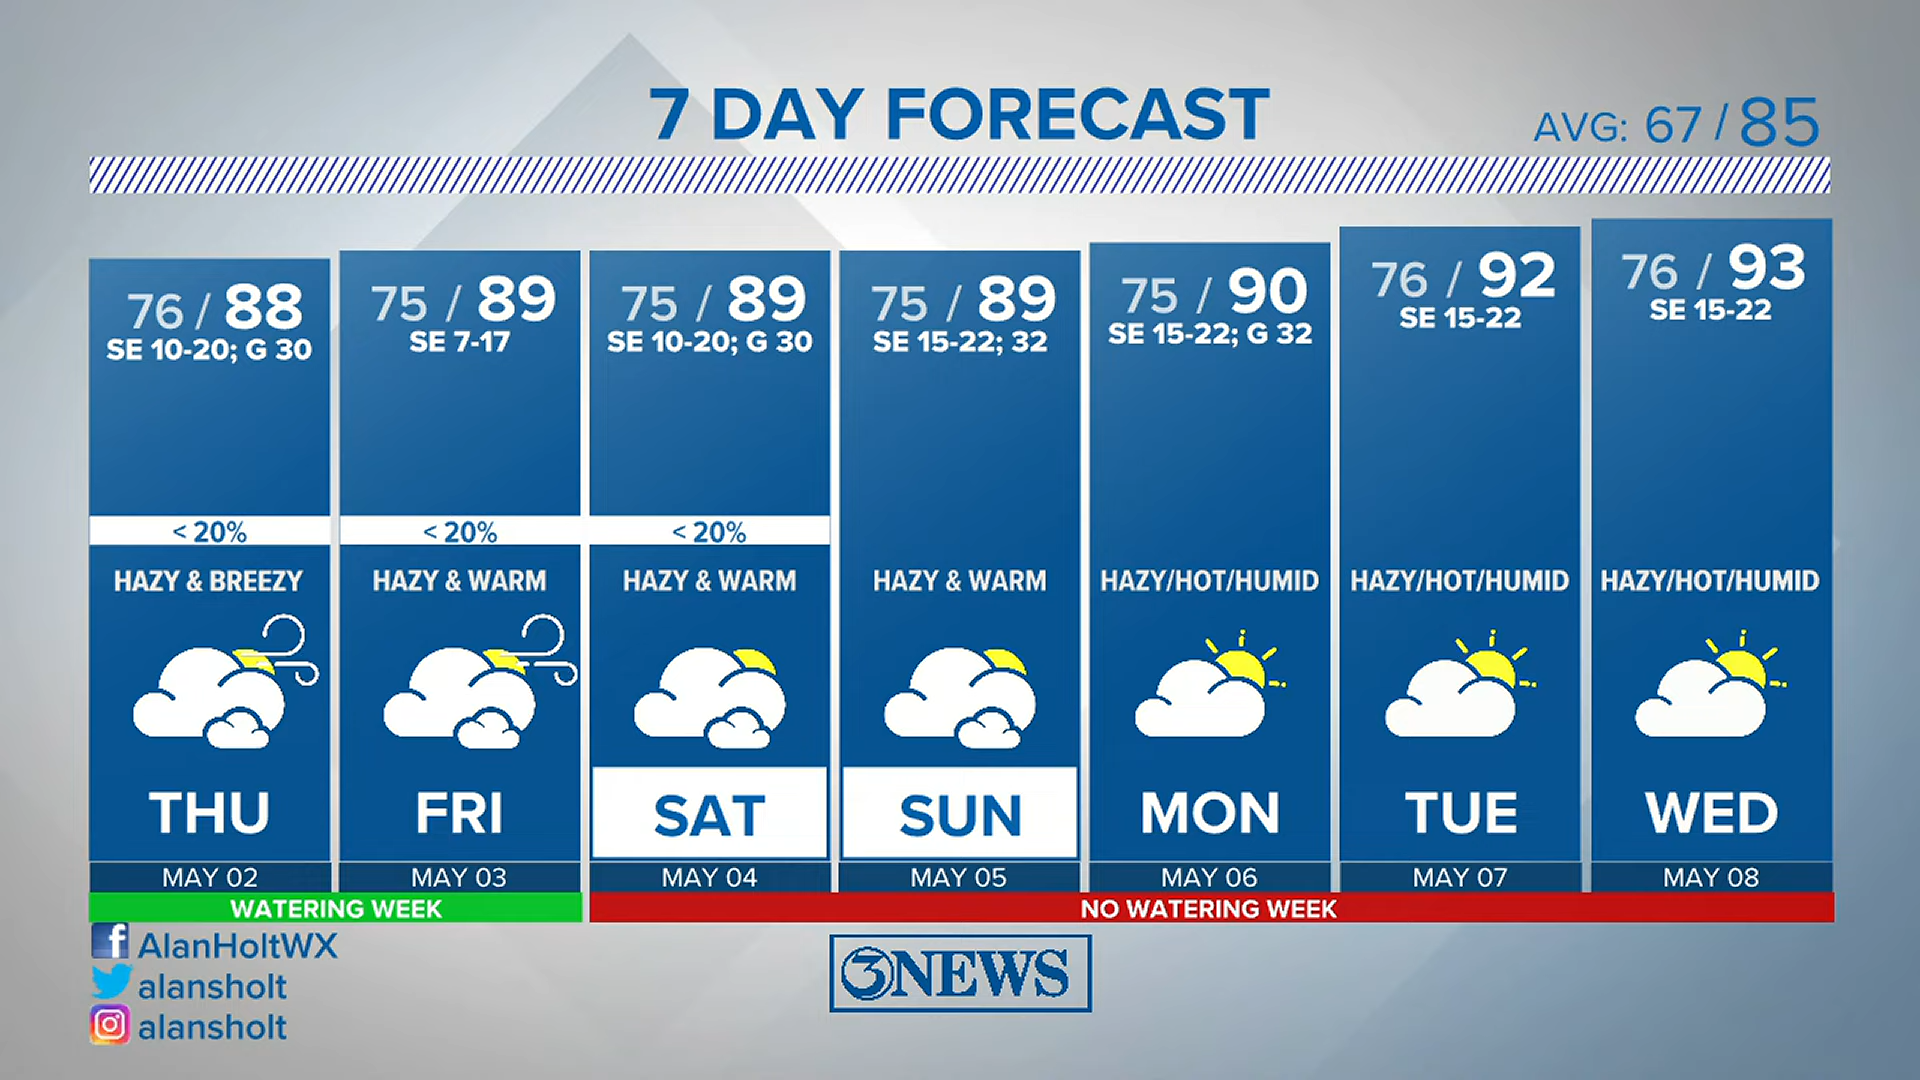 7 DAY FORECAST
AVG: 67 / 85
76 / 88
SE 10-20; G 30
< 20%
HAZY & BREEZY
THU
MAY 02
75 / 89
SE 7-17
< 20%
HAZY & WARM
FRI
MAY 03
75 / 89
SE 10-20; G 30
< 20%
HAZY & WARM
SAT
MAY 04
75 / 89
SE 15-22; 32
HAZY & WARM
SUN
MAY 05
75 / 90
SE 15-22; G 32
HAZY/HOT/HUMID
MON
MAY 06
76 / 92
SE 15-22
HAZY/HOT/HUMID
TUE
MAY 07
76 / 93
SE 15-22
HAZY/HOT/HUMID
WED
MAY 08
WATERING WEEK
NO WATERING WEEK
f AlanHoltWX
alansholt
alansholt
3NEWS